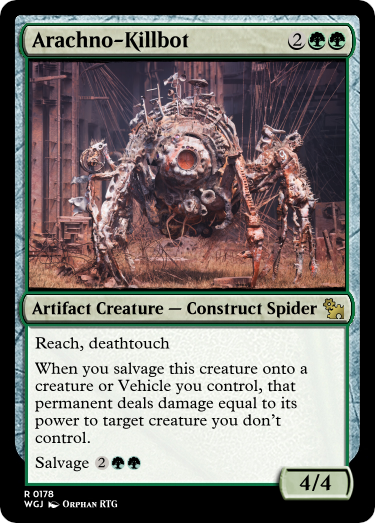 Arachno-Killbot 2
Artifact Creature — Construct Spider
Reach, deathtouch
When you salvage this creature onto a
creature or Vehicle you control, that
permanent deals damage equal to its
power to target creature you don't
control.
Salvage 2
4/4
R 0178
WGJ Orphan RTG